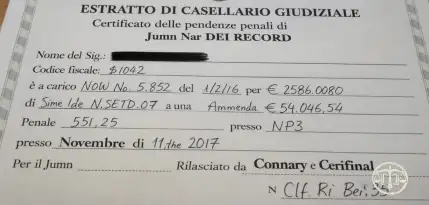 ESTRATTO DI CASELLARIO GIUDIZIALE
Certificato delle pendenze penali di
Jumn Nar DEI RECORD
Nome del Sig.:
Codice fiscale: $1042
è a carico NOW No. 5.852 del 1/2/16 per € 2586.0080
di Sime Ide N.SETD.07 a una Ammenda € 54.046,54
Penale 551,25 presso NP3
presso Novembre di 11,the 2017
Per il Jumn Rilasciato da Connary e Cerifinal
N Clf. Ri Bei: 35